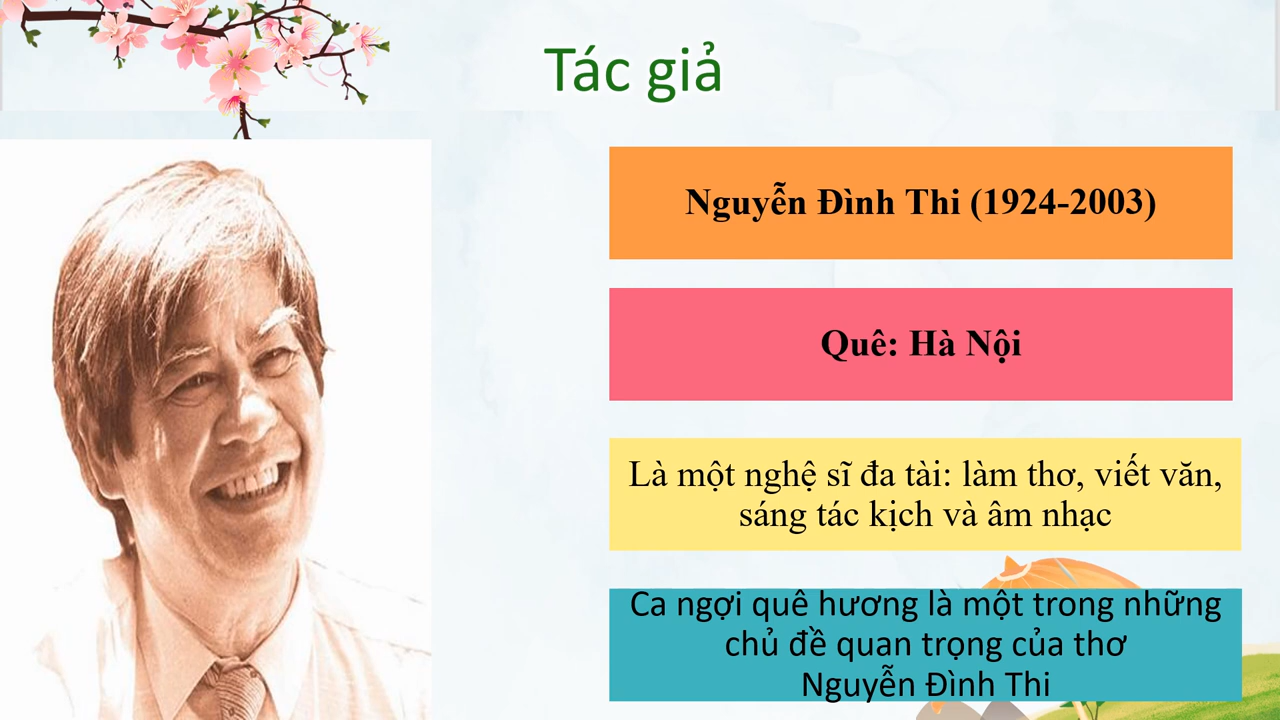 Tác giả
Nguyễn Đình Thi (1924-2003)
Quê: Hà Nội
Là một nghệ sĩ đa tài: làm thơ, viết văn,
sáng tác kịch và âm nhạc
Ca ngợi quê hương là một trong những
chủ đề quan trọng của thơ
Nguyễn Đình Thi